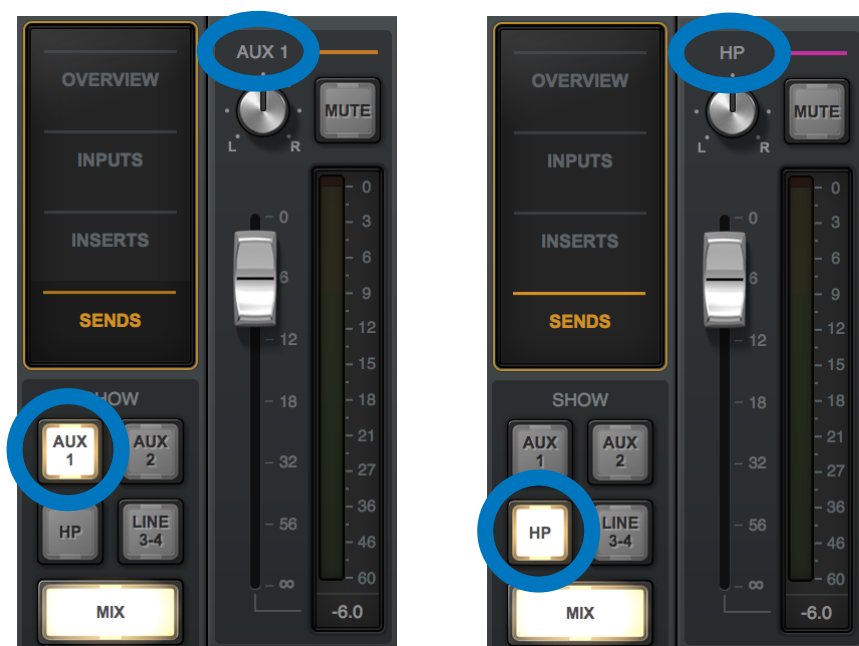 AUX 1
OVERVIEW
MUTE
L R
INPUTS
0
0
3
INSERTS
6
6
9
SENDS
12
12
15
SHOW
18
18
AUX 1
AUX 2
21
32
27
HP
LINE 3-4
36
56
46
∞
60
MIX
-6.0
HP
OVERVIEW
MUTE
L R
INPUTS
0
0
3
INSERTS
6
6
9
SENDS
12
12
15
SHOW
18
18
AUX 1
AUX 2
21
32
27
HP
LINE 3-4
36
56
46
∞
60
MIX
-6.0